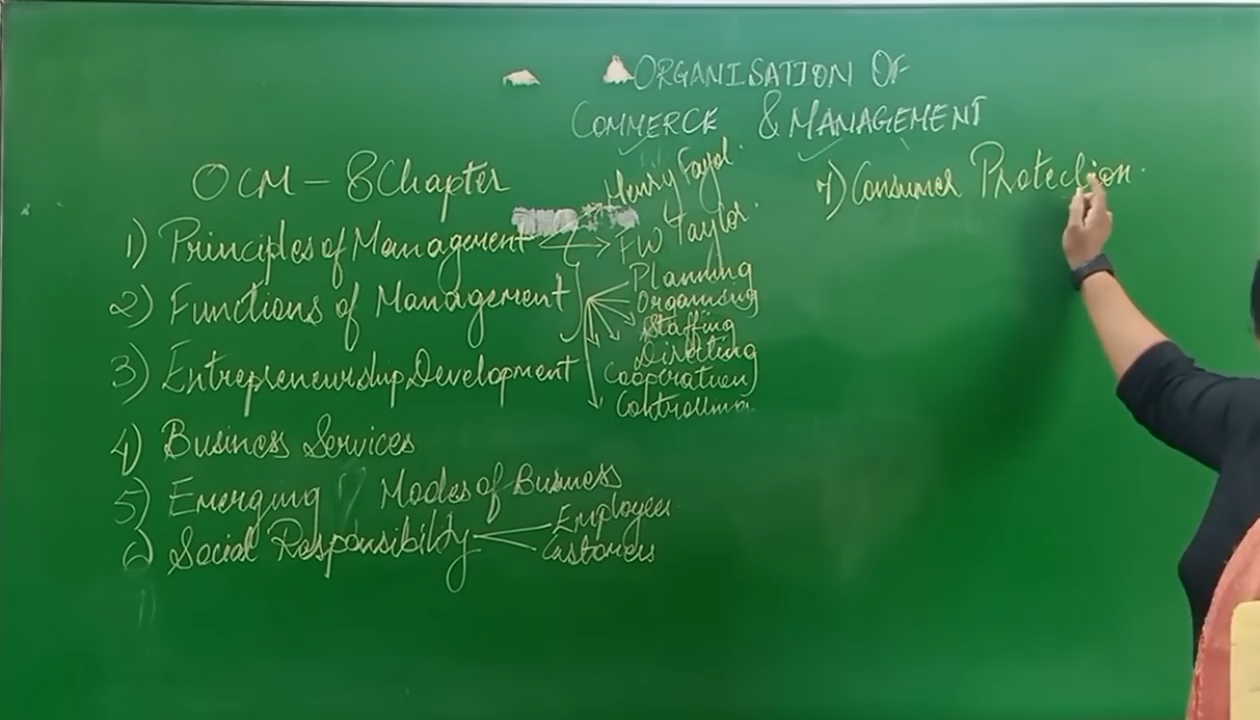 ORGANISATION OF
COMMERCE & MANAGEMENT
OCM - 8 Chapter
1) Principles of Management
Henry Fayol.
FW Taylor.
2) Functions of Management
Planning
Organising
Staffing
Directing
Cooperation
Controlling
3) Entrepreneurship Development
4) Business Services
5) Emerging Modes of Business
6) Social Responsibility
Employees
Customers
7) Consumer Protection.